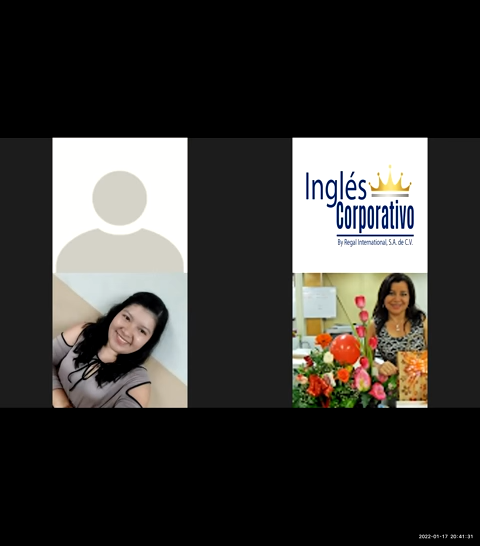 Inglés
Corporativo
By Regal International, S.A. de C.V.
2022-01-17 20:41:31